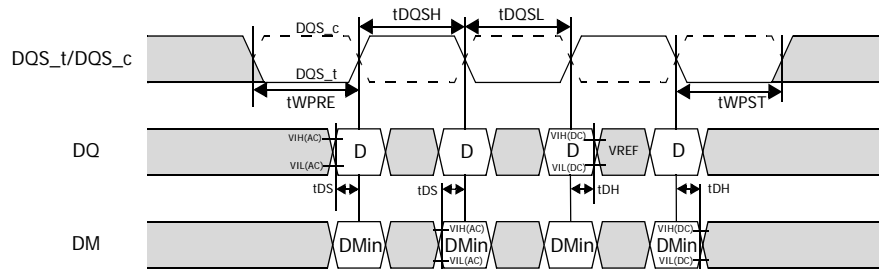 tDQSH tDQSL
DQS_c
DQS_t/DQS_c
DQS_t
tWPRE tWPST
VIH(AC) VIH(DC)
DQ D D D VREF D
VIL(AC) VIL(DC)
tDS tDS tDH tDH
VIH(AC) VIH(DC)
DM DMin DMin DMin DMin
VIL(AC) VIL(DC)